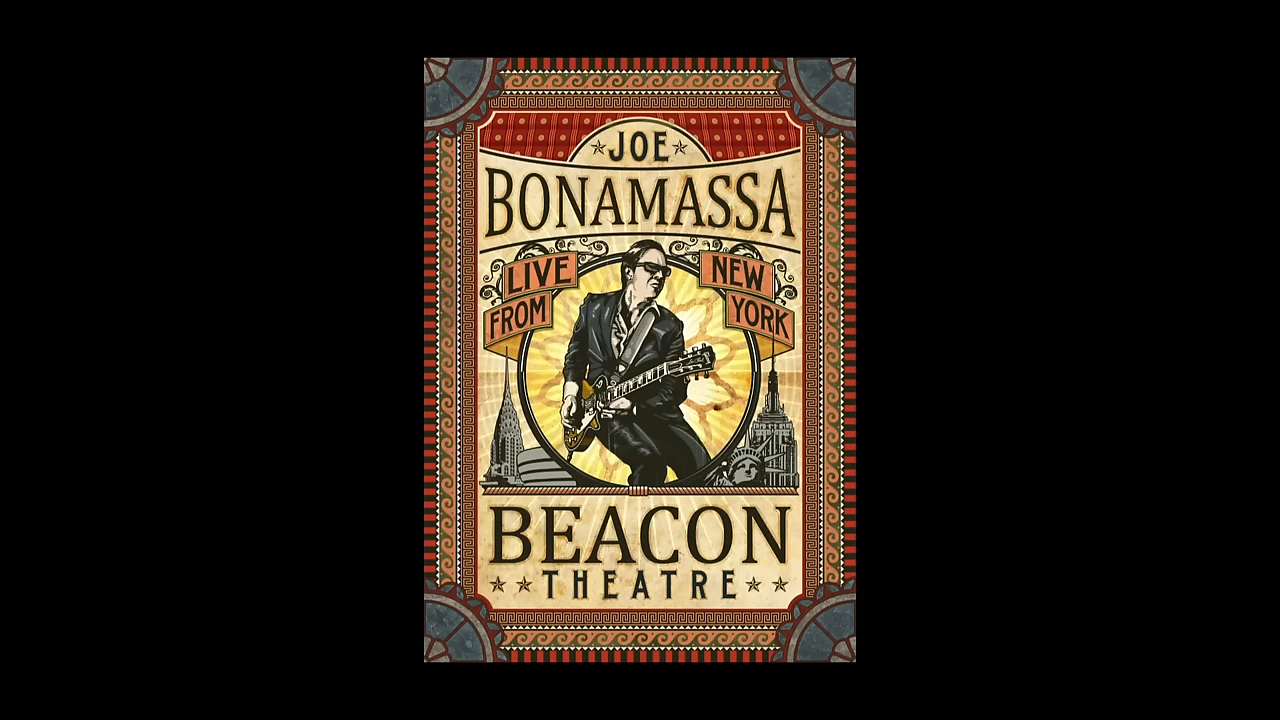 JOE
BONAMASSA
LIVE
FROM
NEW
YORK
BEACON
THEATRE